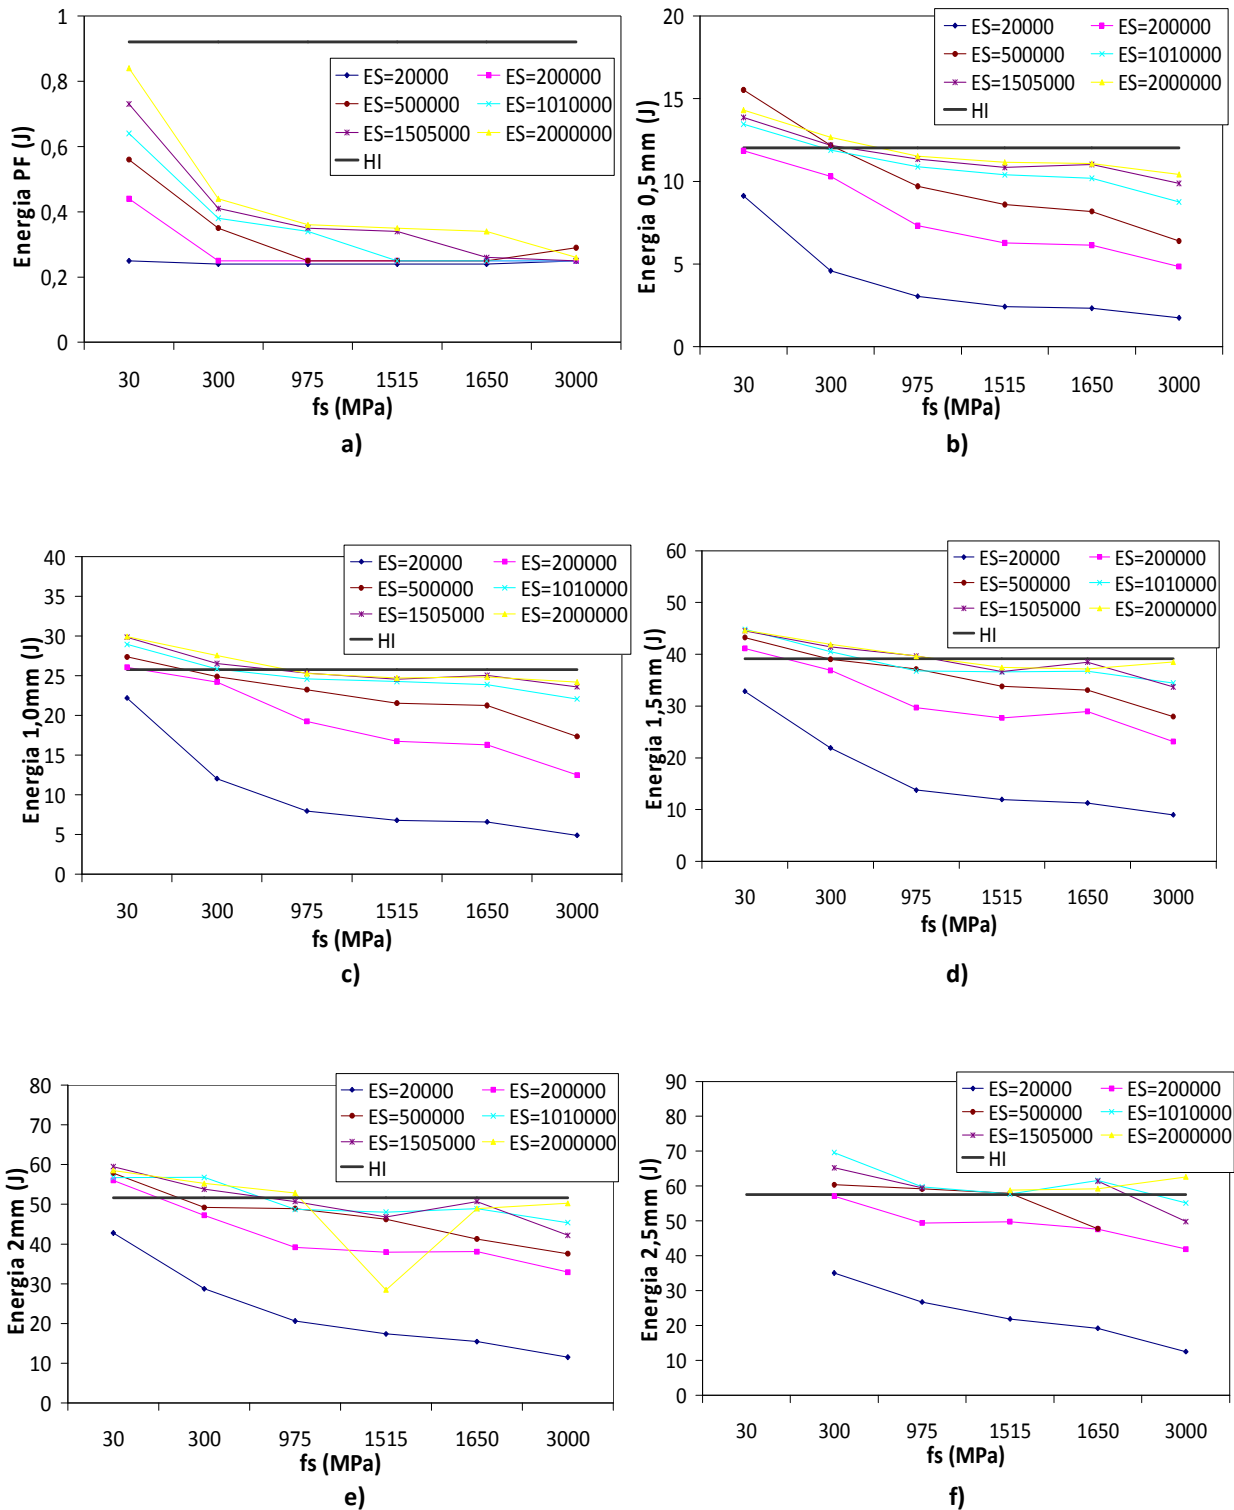 Energia PF (J)
1
0,8
0,6
0,4
0,2
0
ES=20000 ES=200000
ES=500000 ES=1010000
ES=1505000 ES=2000000
HI
30 300 975 1515 1650 3000
fs (MPa)
a)
Energia 0,5mm (J)
20
15
10
5
0
ES=20000 ES=200000
ES=500000 ES=1010000
ES=1505000 ES=2000000
HI
30 300 975 1515 1650 3000
fs (MPa)
b)
Energia 1,0mm (J)
40
35
30
25
20
15
10
5
0
ES=20000 ES=200000
ES=500000 ES=1010000
ES=1505000 ES=2000000
HI
30 300 975 1515 1650 3000
fs (MPa)
c)
Energia 1,5mm (J)
60
50
40
30
20
10
0
ES=20000 ES=200000
ES=500000 ES=1010000
ES=1505000 ES=2000000
HI
30 300 975 1515 1650 3000
fs (MPa)
d)
Energia 2mm (J)
80
70
60
50
40
30
20
10
0
ES=20000 ES=200000
ES=500000 ES=1010000
ES=1505000 ES=2000000
HI
30 300 975 1515 1650 3000
fs (MPa)
e)
Energia 2,5mm (J)
90
80
70
60
50
40
30
20
10
0
ES=20000 ES=200000
ES=500000 ES=1010000
ES=1505000 ES=2000000
HI
30 300 975 1515 1650 3000
fs (MPa)
f)